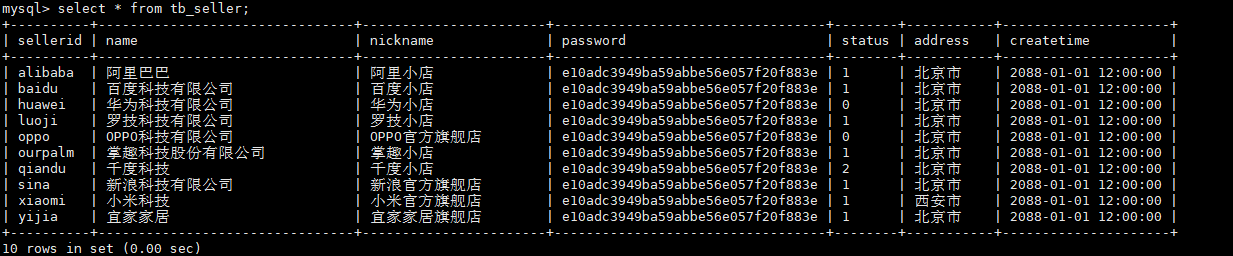 mysql> select * from tb_seller;
+----------+----------------------+------------------+----------------------------------+--------+---------+---------------------+
| sellerid | name | nickname | password | status | address | createtime |
+----------+----------------------+------------------+----------------------------------+--------+---------+---------------------+
| alibaba | 阿里巴巴 | 阿里小店 | e10adc3949ba59abbe56e057f20f883e | 1 | 北京市 | 2088-01-01 12:00:00 |
| baidu | 百度科技有限公司 | 百度小店 | e10adc3949ba59abbe56e057f20f883e | 1 | 北京市 | 2088-01-01 12:00:00 |
| huawei | 华为科技有限公司 | 华为小店 | e10adc3949ba59abbe56e057f20f883e | 0 | 北京市 | 2088-01-01 12:00:00 |
| luoji | 罗技科技有限公司 | 罗技小店 | e10adc3949ba59abbe56e057f20f883e | 1 | 北京市 | 2088-01-01 12:00:00 |
| oppo | OPPO科技有限公司 | OPPO官方旗舰店 | e10adc3949ba59abbe56e057f20f883e | 0 | 北京市 | 2088-01-01 12:00:00 |
| ourpalm | 掌趣科技股份有限公司 | 掌趣小店 | e10adc3949ba59abbe56e057f20f883e | 1 | 北京市 | 2088-01-01 12:00:00 |
| qiandu | 千度科技 | 千度小店 | e10adc3949ba59abbe56e057f20f883e | 2 | 北京市 | 2088-01-01 12:00:00 |
| sina | 新浪科技有限公司 | 新浪官方旗舰店 | e10adc3949ba59abbe56e057f20f883e | 1 | 北京市 | 2088-01-01 12:00:00 |
| xiaomi | 小米科技 | 小米官方旗舰店 | e10adc3949ba59abbe56e057f20f883e | 1 | 西安市 | 2088-01-01 12:00:00 |
| yijia | 宜家家居 | 宜家家居旗舰店 | e10adc3949ba59abbe56e057f20f883e | 1 | 北京市 | 2088-01-01 12:00:00 |
+----------+----------------------+------------------+----------------------------------+--------+---------+---------------------+
10 rows in set (0.00 sec)